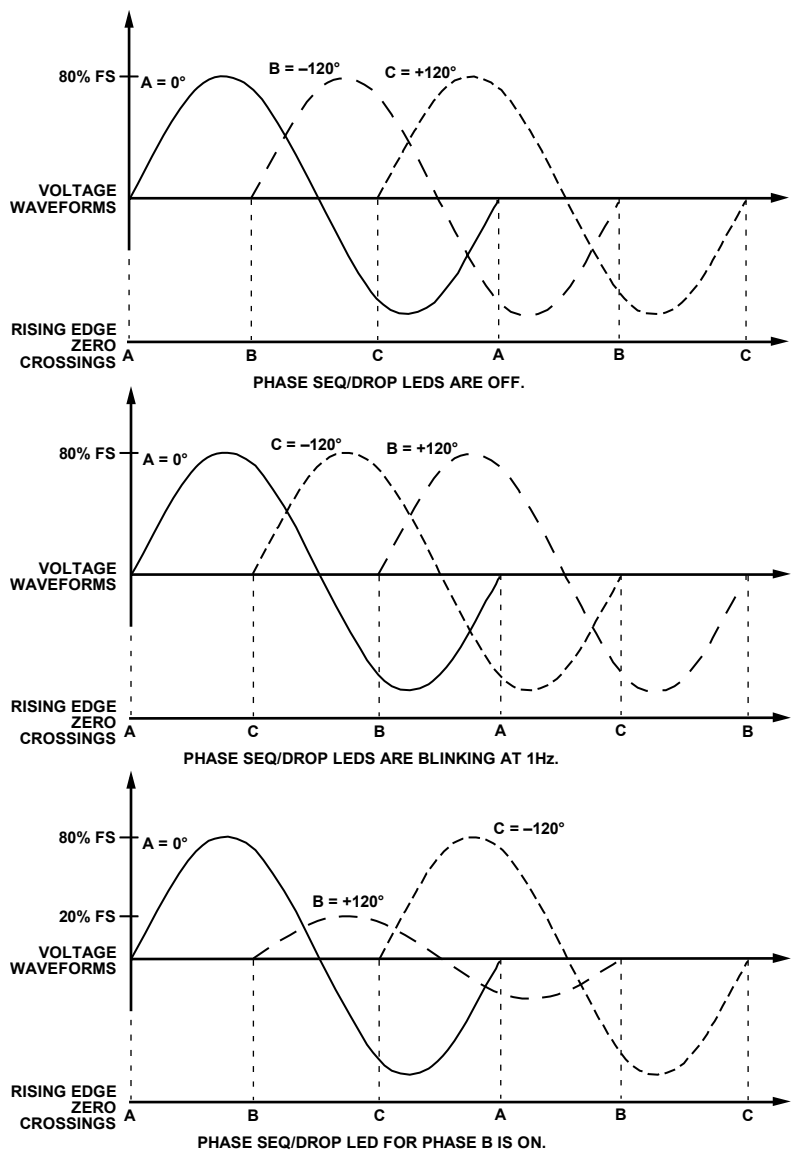 80% FS
A = 0°
B = –120°
C = +120°
VOLTAGE
WAVEFORMS
RISING EDGE
ZERO
CROSSINGS
A B C A B C
PHASE SEQ/DROP LEDS ARE OFF.
80% FS
A = 0°
C = –120°
B = +120°
VOLTAGE
WAVEFORMS
RISING EDGE
ZERO
CROSSINGS
A C B A C B
PHASE SEQ/DROP LEDS ARE BLINKING AT 1Hz.
80% FS
A = 0°
C = –120°
20% FS
B = +120°
VOLTAGE
WAVEFORMS
RISING EDGE
ZERO
CROSSINGS
A B C A B C
PHASE SEQ/DROP LED FOR PHASE B IS ON.